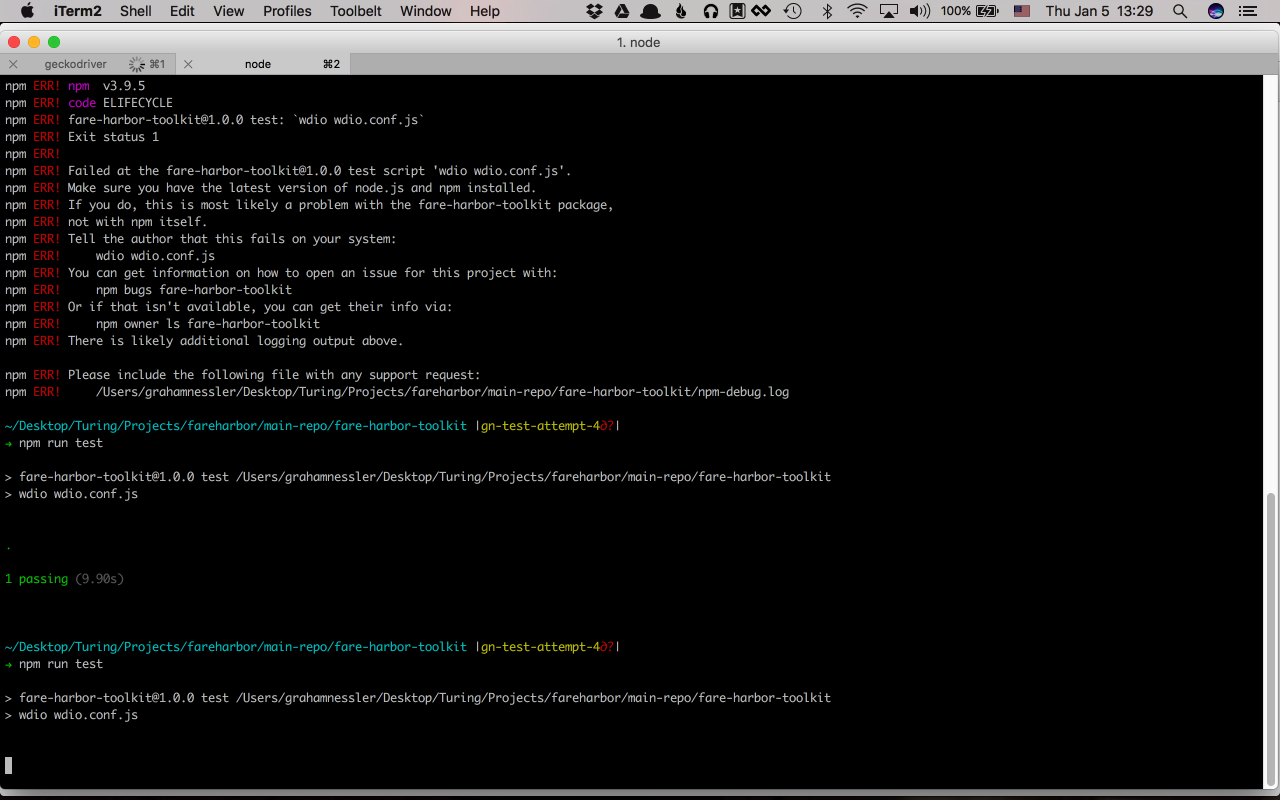 iTerm2 Shell Edit View Profiles Toolbelt Window Help 100% Thu Jan 5 13:29
1. node
geckodriver ⌘1 node ⌘2
npm ERR! npm  v3.9.5
npm ERR! code ELIFECYCLE
npm ERR! fare-harbor-toolkit@1.0.0 test: `wdio wdio.conf.js`
npm ERR! Exit status 1
npm ERR!
npm ERR! Failed at the fare-harbor-toolkit@1.0.0 test script 'wdio wdio.conf.js'.
npm ERR! Make sure you have the latest version of node.js and npm installed.
npm ERR! If you do, this is most likely a problem with the fare-harbor-toolkit package,
npm ERR! not with npm itself.
npm ERR! Tell the author that this fails on your system:
npm ERR!     wdio wdio.conf.js
npm ERR! You can get information on how to open an issue for this project with:
npm ERR!     npm bugs fare-harbor-toolkit
npm ERR! Or if that isn't available, you can get their info via:
npm ERR!     npm owner ls fare-harbor-toolkit
npm ERR! There is likely additional logging output above.
npm ERR! Please include the following file with any support request:
npm ERR!     /Users/grahamnessler/Desktop/Turing/Projects/fareharbor/main-repo/fare-harbor-toolkit/npm-debug.log
~/Desktop/Turing/Projects/fareharbor/main-repo/fare-harbor-toolkit |gn-test-attempt-4∂?|
→ npm run test
> fare-harbor-toolkit@1.0.0 test /Users/grahamnessler/Desktop/Turing/Projects/fareharbor/main-repo/fare-harbor-toolkit
> wdio wdio.conf.js
.
1 passing (9.90s)
~/Desktop/Turing/Projects/fareharbor/main-repo/fare-harbor-toolkit |gn-test-attempt-4∂?|
→ npm run test
> fare-harbor-toolkit@1.0.0 test /Users/grahamnessler/Desktop/Turing/Projects/fareharbor/main-repo/fare-harbor-toolkit
> wdio wdio.conf.js